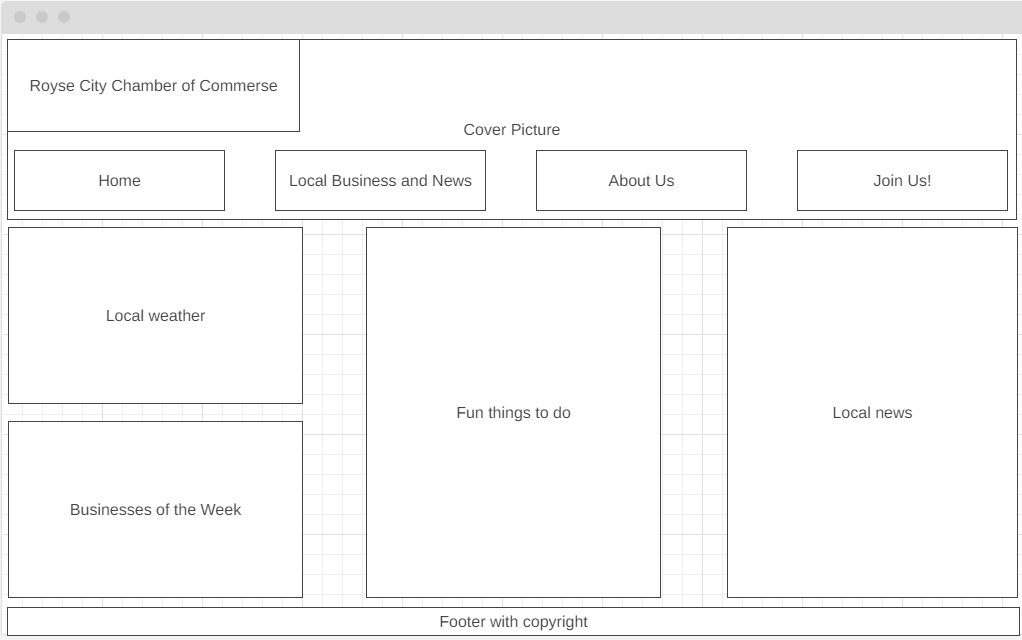 Royse City Chamber of Commerse
Cover Picture
Home
Local Business and News
About Us
Join Us!
Local weather
Fun things to do
Local news
Businesses of the Week
Footer with copyright